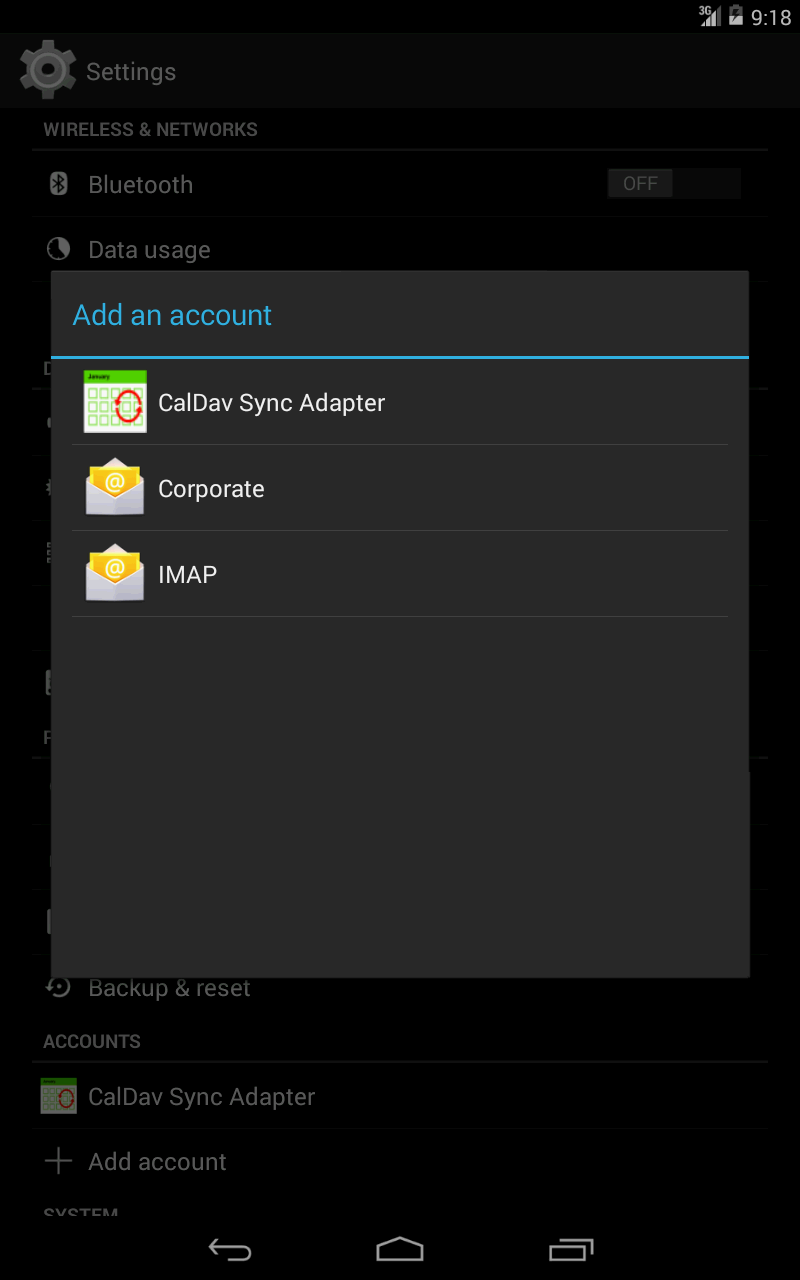 3G 9:18
Settings
WIRELESS & NETWORKS
Bluetooth OFF
Data usage
Add an account
January
CalDav Sync Adapter
Corporate
IMAP
Backup & reset
ACCOUNTS
CalDav Sync Adapter
Add account
SYSTEM